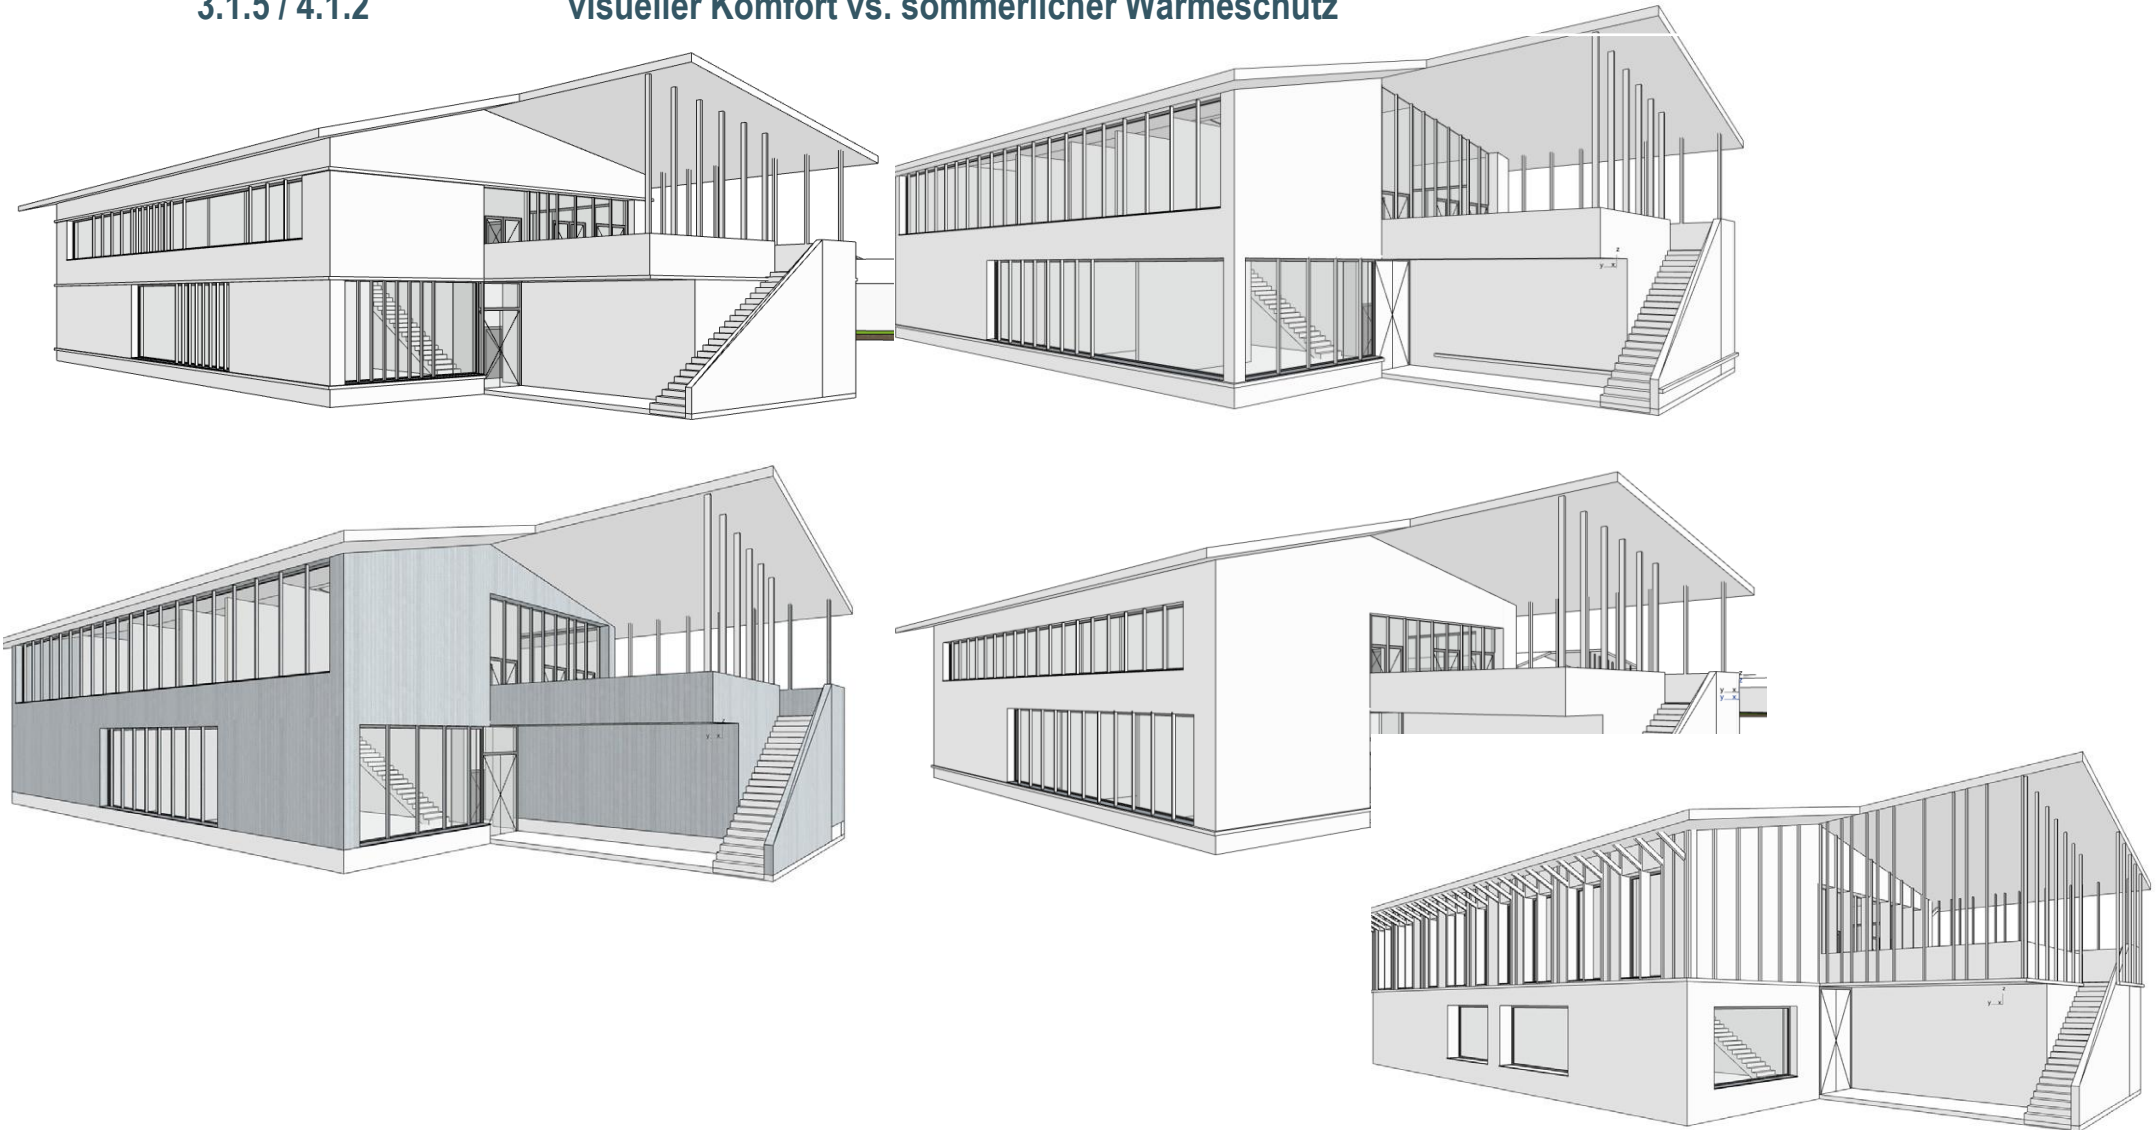 3.1.5 / 4.1.2 visueller Komfort vs. sommerlicher Wärmeschutz
z
y x
y x
z
z
y x
y x
z
y x